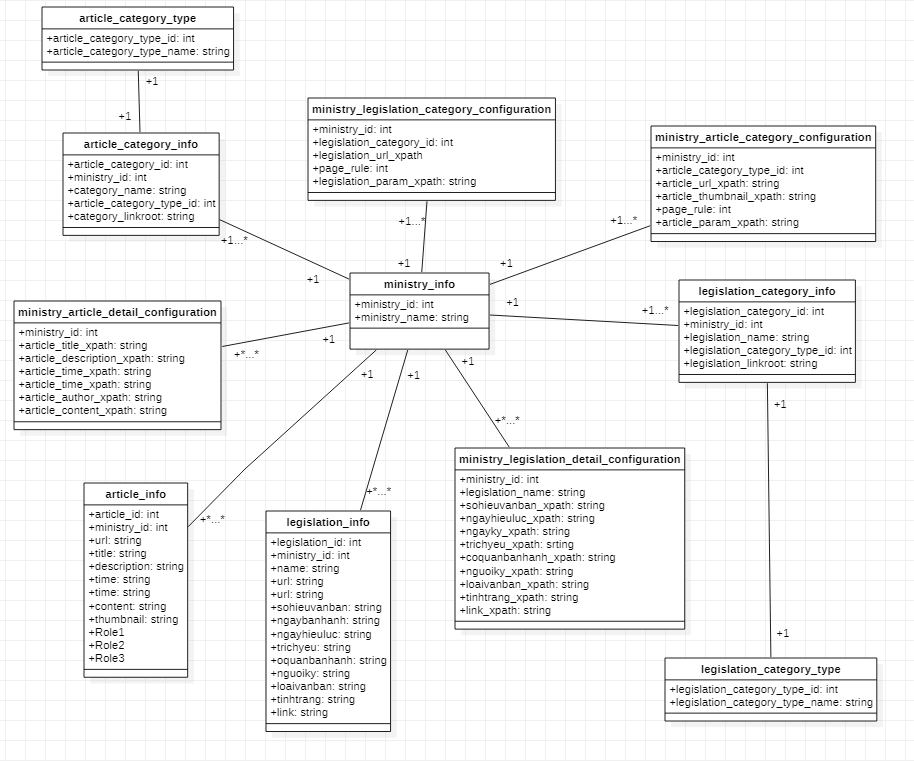 article_category_type
+article_category_type_id: int
+article_category_type_name: string
+1
+1
article_category_info
+article_category_id: int
+ministry_id: int
+category_name: string
+article_category_type_id: int
+category_linkroot: string
+1...*
+1
ministry_legislation_category_configuration
+ministry_id: int
+legislation_category_id: int
+legislation_url_xpath
+page_rule: int
+legislation_param_xpath: string
+1...*
+1
ministry_article_category_configuration
+ministry_id: int
+article_category_type_id: int
+article_url_xpath: string
+article_thumbnail_xpath: string
+page_rule: int
+article_param_xpath: string
+1...*
+1
ministry_info
+ministry_id: int
+ministry_name: string
+1
+1...*
legislation_category_info
+legislation_category_id: int
+ministry_id: int
+legislation_name: string
+legislation_category_type_id: int
+legislation_linkroot: string
+1
+1
ministry_article_detail_configuration
+ministry_id: int
+article_title_xpath: string
+article_description_xpath: string
+article_time_xpath: string
+article_time_xpath: string
+article_author_xpath: string
+article_content_xpath: string
+*...*
+1
+1
+1
+1
+*...*
ministry_legislation_detail_configuration
+ministry_id: int
+legislation_name: string
+sohieuvanban_xpath: string
+ngayhieuluc_xpath: string
+ngayky_xpath: string
+trichyeu_xpath: srting
+coquanbanhanh_xpath: string
+nguoiky_xpath: string
+loaivanban_xpath: string
+tinhtrang_xpath: string
+link_xpath: string
article_info
+article_id: int
+ministry_id: int
+url: string
+title: string
+description: string
+time: string
+time: string
+content: string
+thumbnail: string
+Role1
+Role2
+Role3
+*...*
+*...*
legislation_info
+legislation_id: int
+ministry_id: int
+name: string
+url: string
+url: string
+sohieuvanban: string
+ngaybanhanh: string
+ngayhieuluc: string
+trichyeu: string
+oquanbanhanh: string
+nguoiky: string
+loaivanban: string
+tinhtrang: string
+link: string
legislation_category_type
+legislation_category_type_id: int
+legislation_category_type_name: string